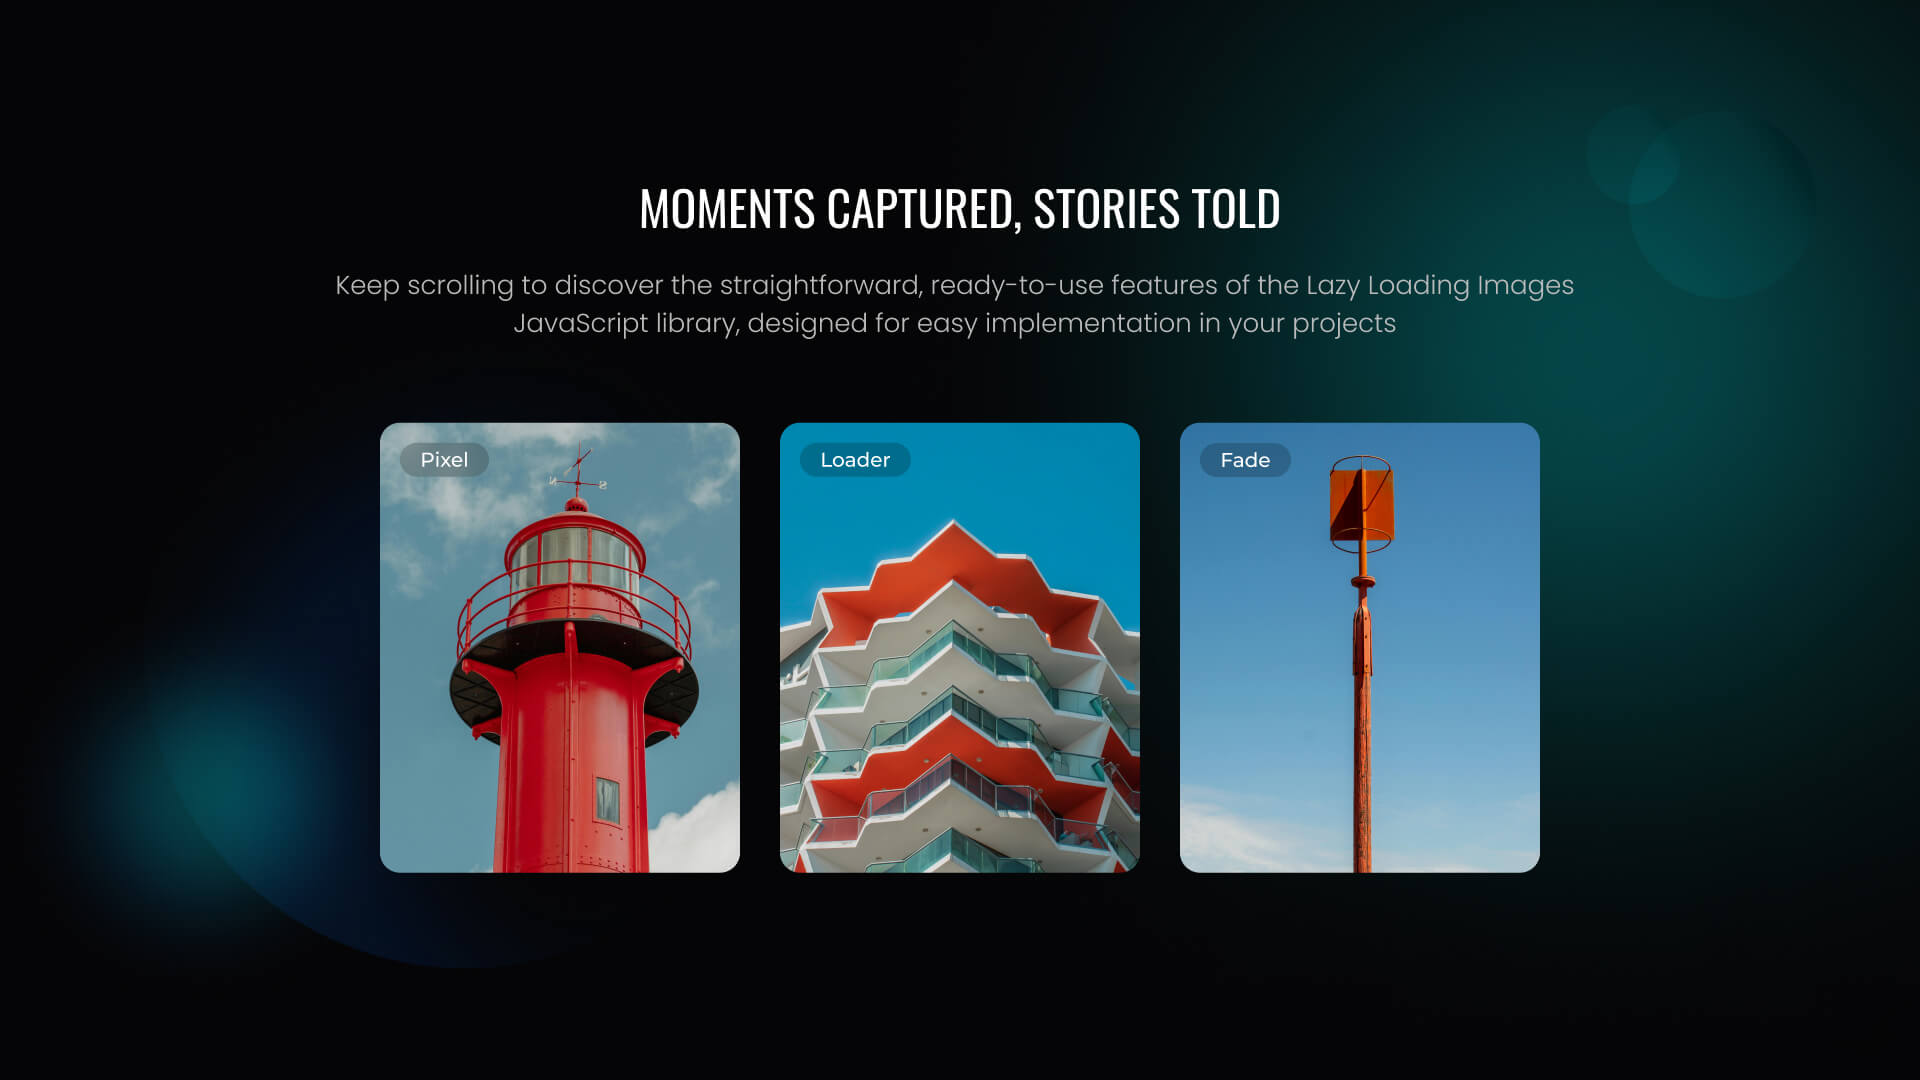 MOMENTS CAPTURED, STORIES TOLD
Keep scrolling to discover the straightforward, ready-to-use features of the Lazy Loading Images
JavaScript library, designed for easy implementation in your projects
Pixel
Loader
Fade
N S